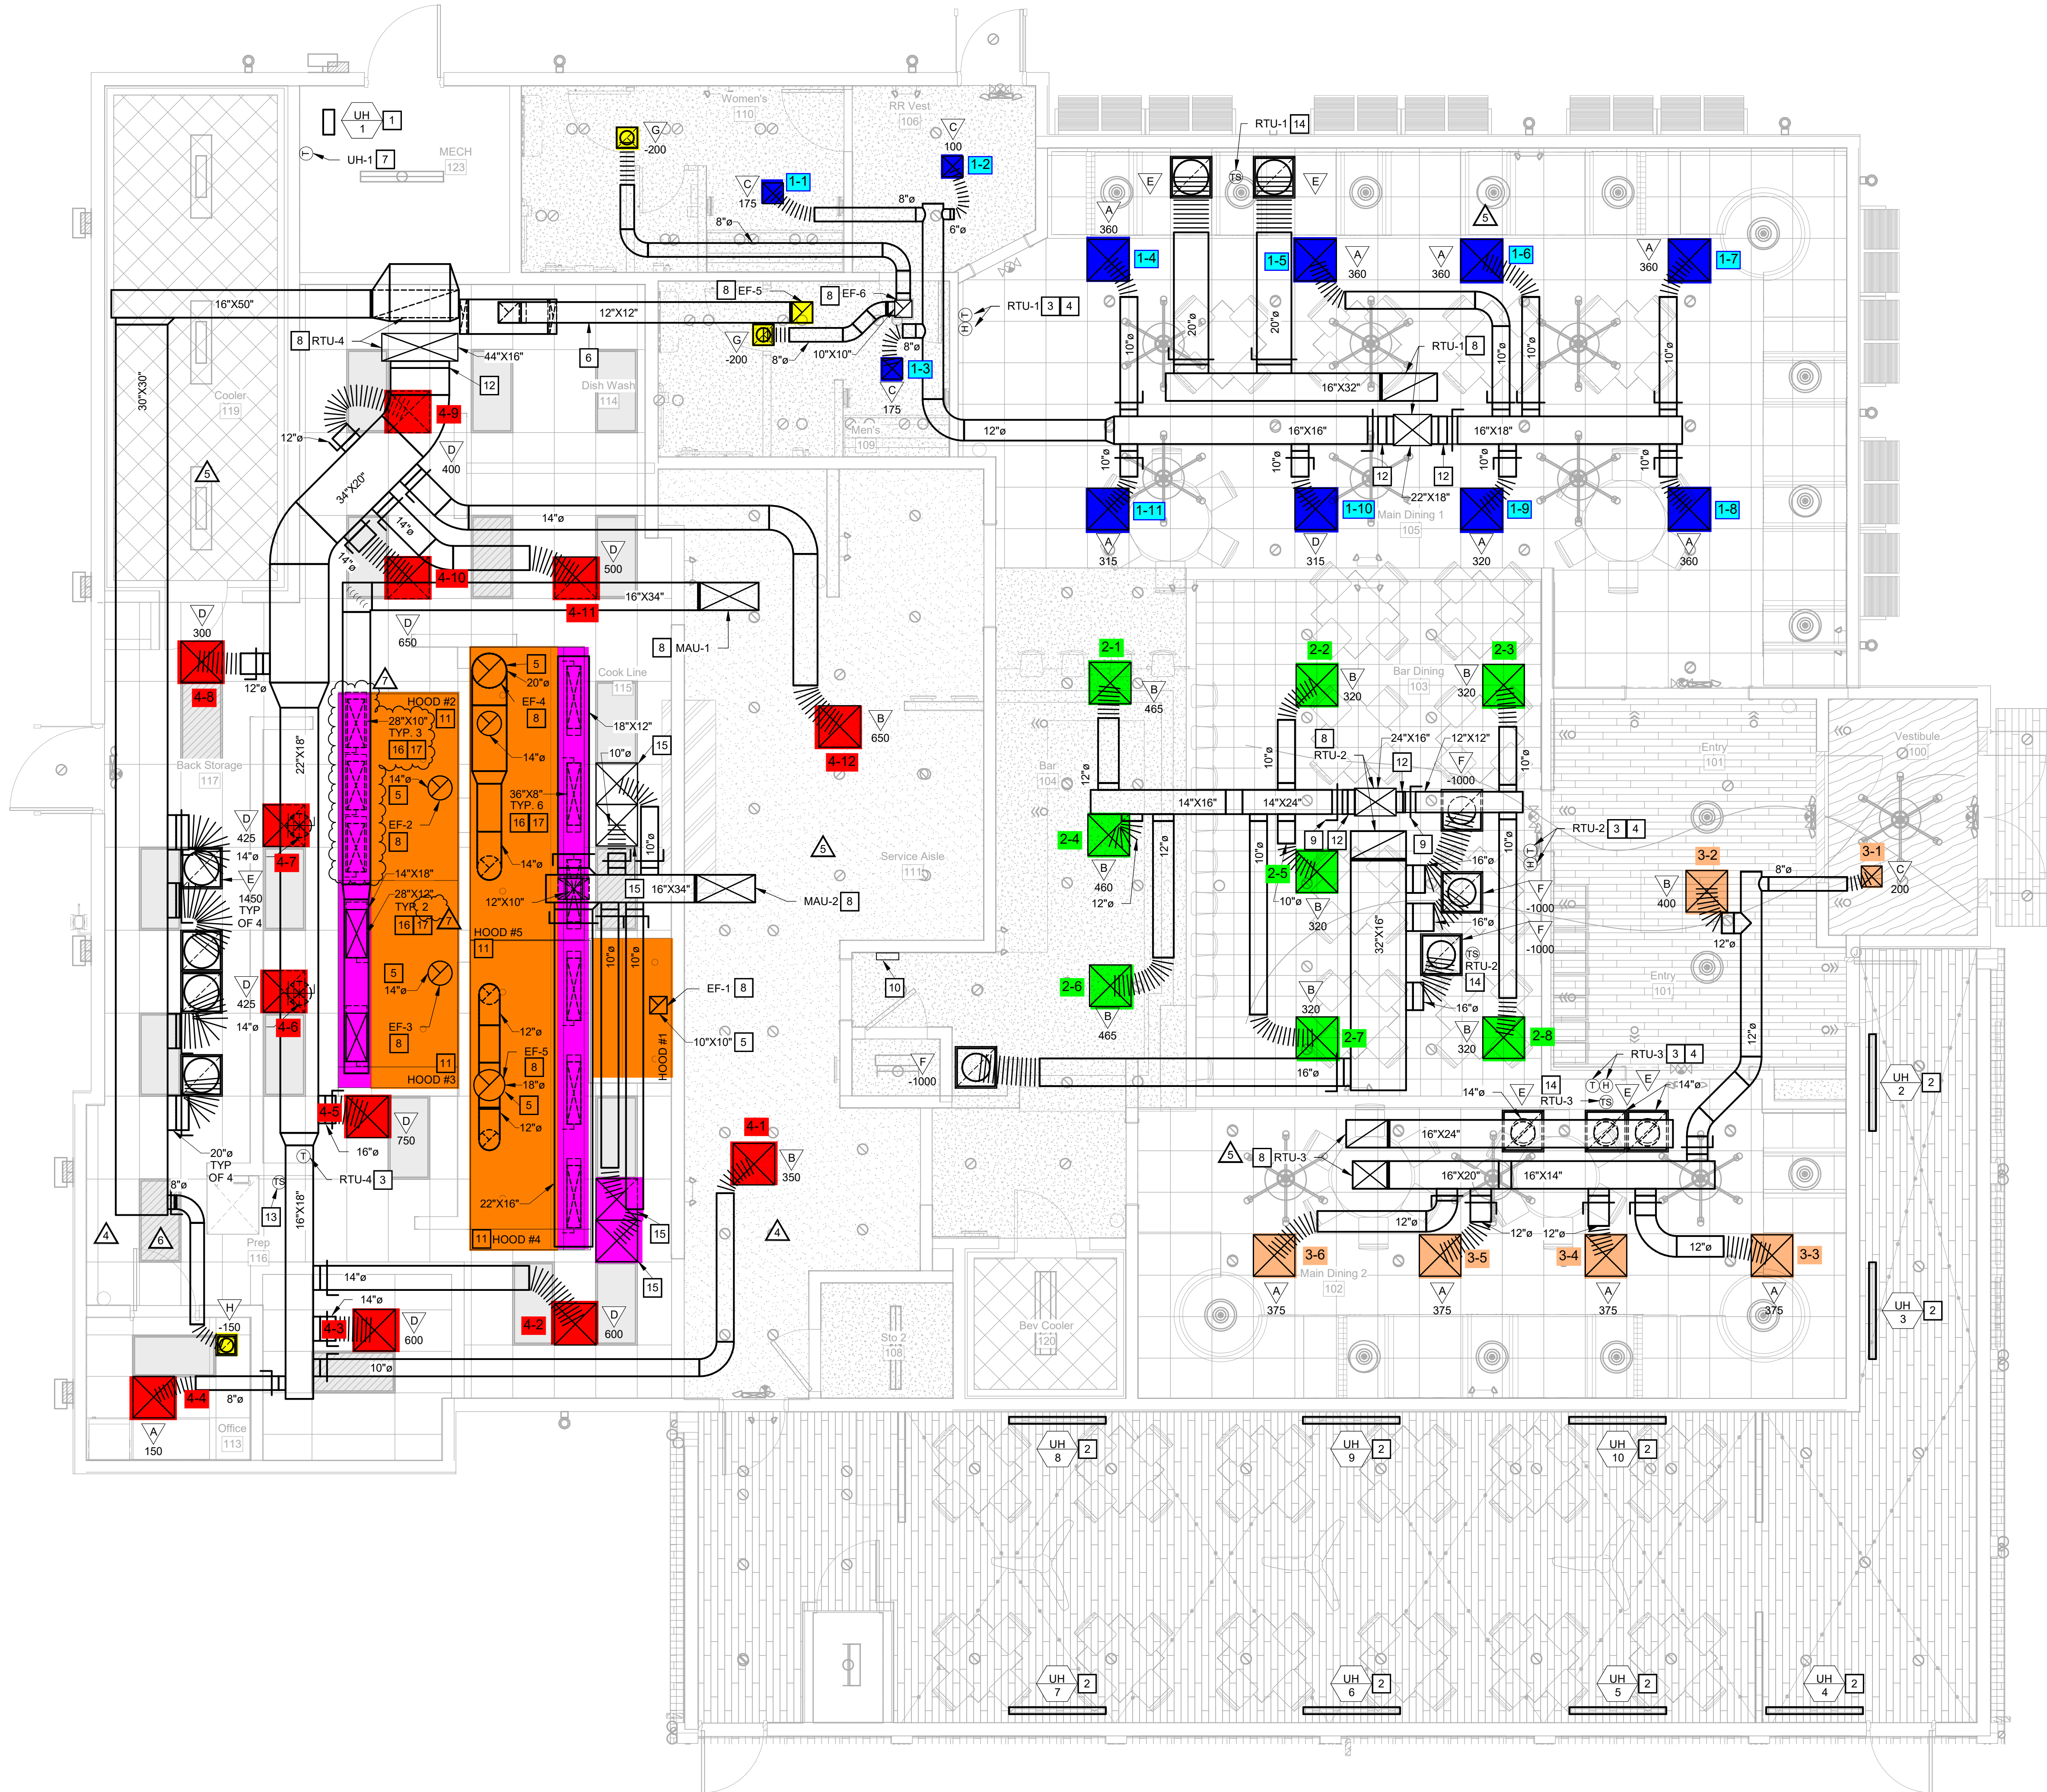 Women's
110
RR Vest
106
G
-200
C
100
1-2
RTU-1 14
UH
1
1
UH-1 7
T
MECH
123
C
175
1-1
8"ø
8"ø
6"ø
E
TS
E
5
A
360
1-4
1-5
A
360
A
360
1-6
A
360
1-7
16"X50"
8 EF-5
8 EF-6
12"X12"
RTU-1 3 4
T
H
20"ø
20"ø
10"ø
10"ø
10"ø
10"ø
8 RTU-4
44"X16"
6
G
-200
8"ø
10"X10"
8"ø
RTU-1 8
16"X32"
30"X30"
12
Dish Wash
114
1-3
C
175
Cooler
119
4-9
12"ø
D
400
Men's
109
12"ø
16"X16"
16"X18"
12
12
22"X18"
10"ø
10"ø
10"ø
10"ø
5
34"X20"
14"ø
14"ø
14"ø
1-11
1-10
1-9
1-8
Main Dining 1
105
A
315
D
315
A
320
A
360
4-10
D
500
4-11
16"X34"
D
300
D
650
8 MAU-1
4-8
12"ø
7
HOOD #2
11
28"X10"
TYP. 3
16 17
5
20"ø
EF-4
8
14"ø
Cook Line
115
18"X12"
15
10"ø
4-12
B
650
2-1
B
465
2-2
B
320
B
320
2-3
Bar Dining
103
Entry
101
Vestibule
100
Back Storage
117
22"X18"
14"ø
5
EF-2
8
36"X8"
TYP. 6
16 17
14"ø
10"ø
Bar
104
12"ø
10"ø
8
RTU-2
24"X16"
12
12"X12"
F
-1000
10"ø
14"X16"
14"X24"
9 12
9
RTU-2 3 4
T
H
D
425
14"ø
4-7
E
1450
TYP
OF 4
14"X18"
28"X12"
TYP. 2
16 17
7
5
Service Aisle
111
2-4
B
460
12"ø
12"ø
2-5
10"ø
B
320
10"ø
16"ø
F
-1000
16"ø
F
-1000
3-2
B
400
8"ø
3-1
C
200
15
16"X34"
MAU-2 8
12"X10"
HOOD #5
11
10"ø
10"ø
32"X16"
TS
RTU-2
14
16"ø
12"ø
Entry
101
D
425
14"ø
4-6
5
14"ø
EF-3
8
11
HOOD #3
12"ø
EF-5
8
18"ø
5
12"ø
EF-1 8
10"X10" 5
HOOD #1
10
2-6
B
465
B
320
2-7
B
320
2-8
F
-1000
16"ø
12"ø
RTU-3 3 4
T H
14
RTU-3
TS
14"ø
E
E
E
14"ø
UH
2
2
4-5
D
750
16"ø
T
RTU-4 3
20"ø
TYP
OF 4
8"ø
TS
13
16"X18"
4-1
B
350
16"X24"
5
8 RTU-3
16"X20"
16"X14"
22"X16"
11 HOOD #4
15
15
4
6
4
Prep
116
12"ø
12"ø
12"ø
12"ø
3-6
3-5
3-4
3-3
A
375
A
375
A
375
A
375
Main Dining 2
102
UH
3
2
14"ø
14"ø
H
-150
4-3
D
600
4-2
D
600
10"ø
Sto 2
108
Bev Cooler
120
4-4
8"ø
A
150
Office
113
UH
8
2
UH
9
2
UH
10
2
UH
7
2
UH
6
2
UH
5
2
UH
4
2